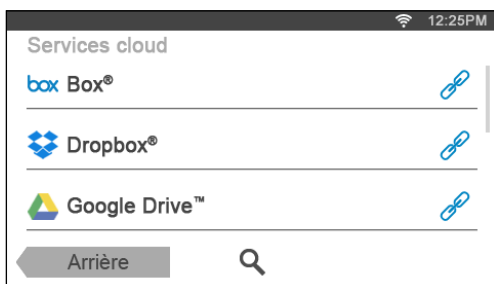 12:25PM
Services cloud
box Box®
Dropbox®
Google Drive™
Arrière